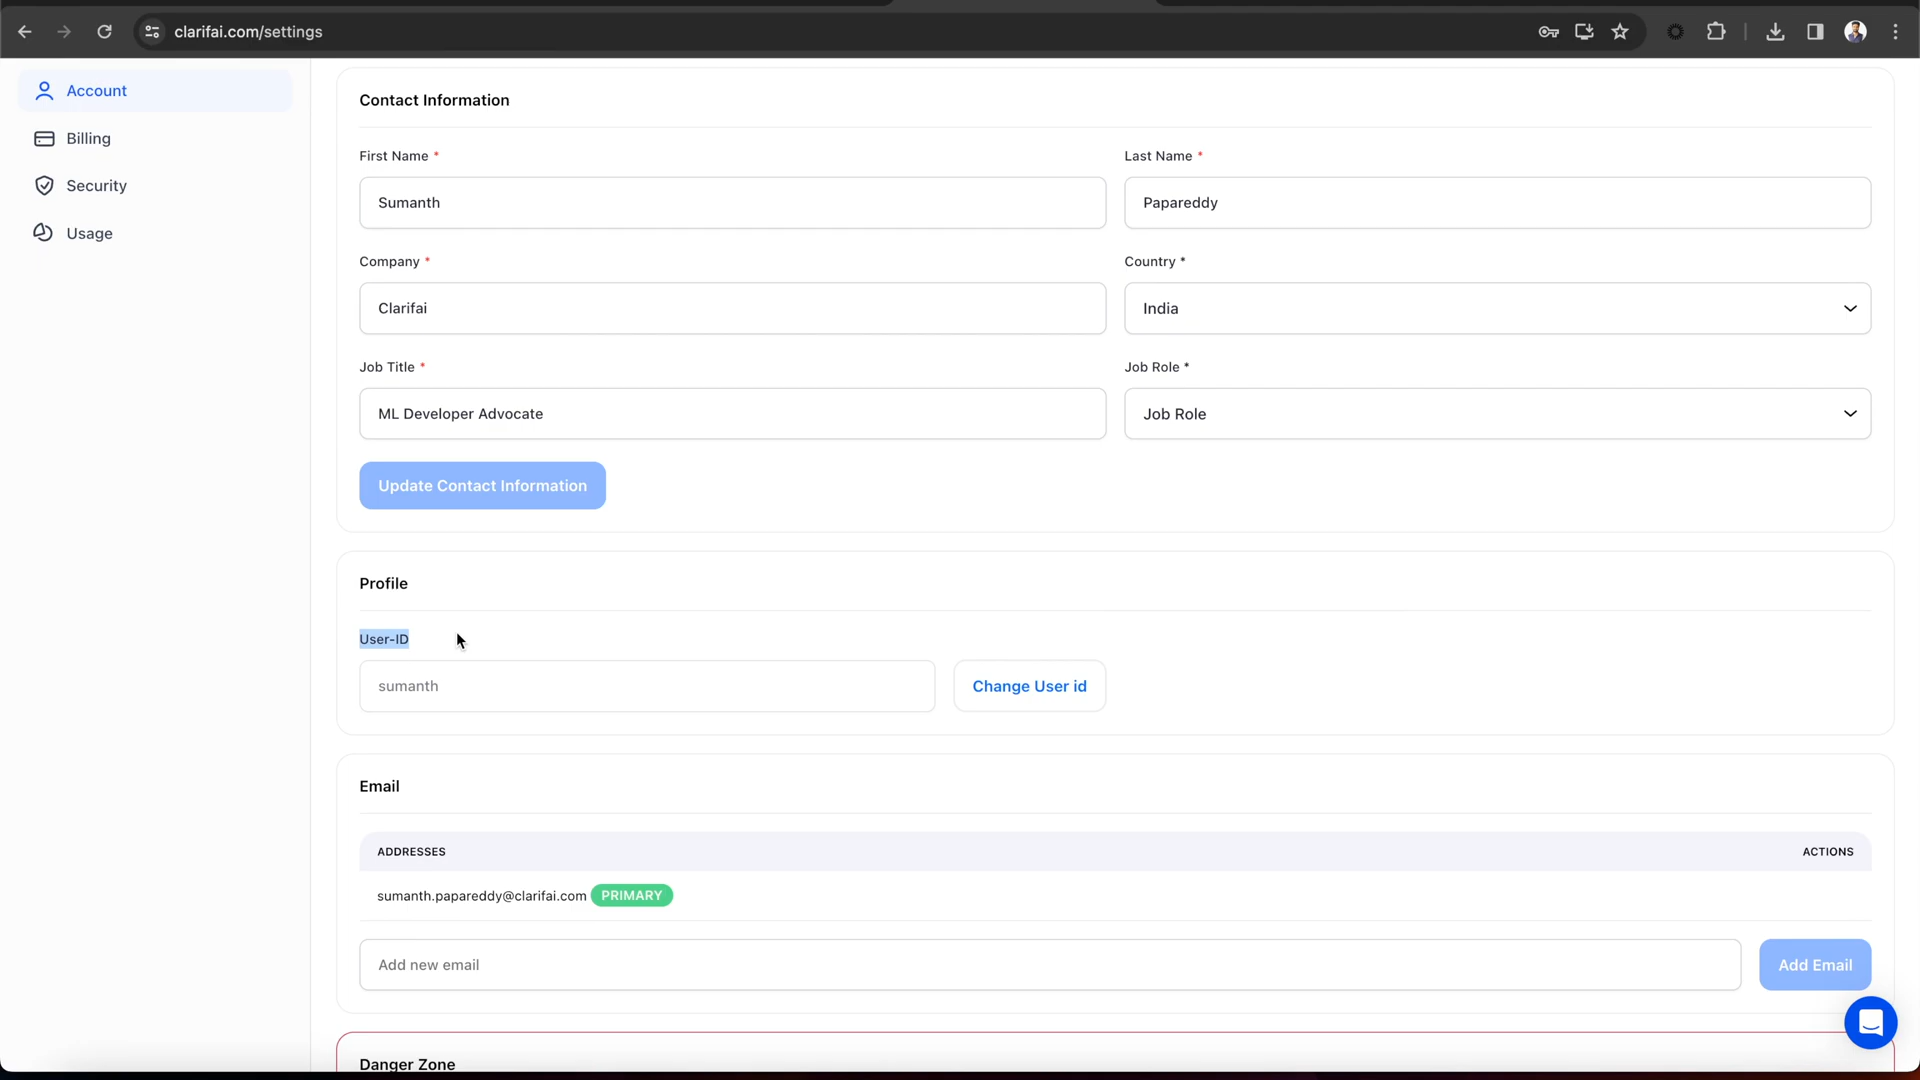 clarifai.com/settings
Account
Billing
Security
Usage
Contact Information
First Name *
Last Name *
Sumanth
Papareddy
Company *
Country *
Clarifai
India
Job Title *
Job Role *
ML Developer Advocate
Job Role
Update Contact Information
Profile
User-ID
sumanth
Change User id
Email
ADDRESSES
ACTIONS
sumanth.papareddy@clarifai.com PRIMARY
Add new email
Add Email
Danger Zone